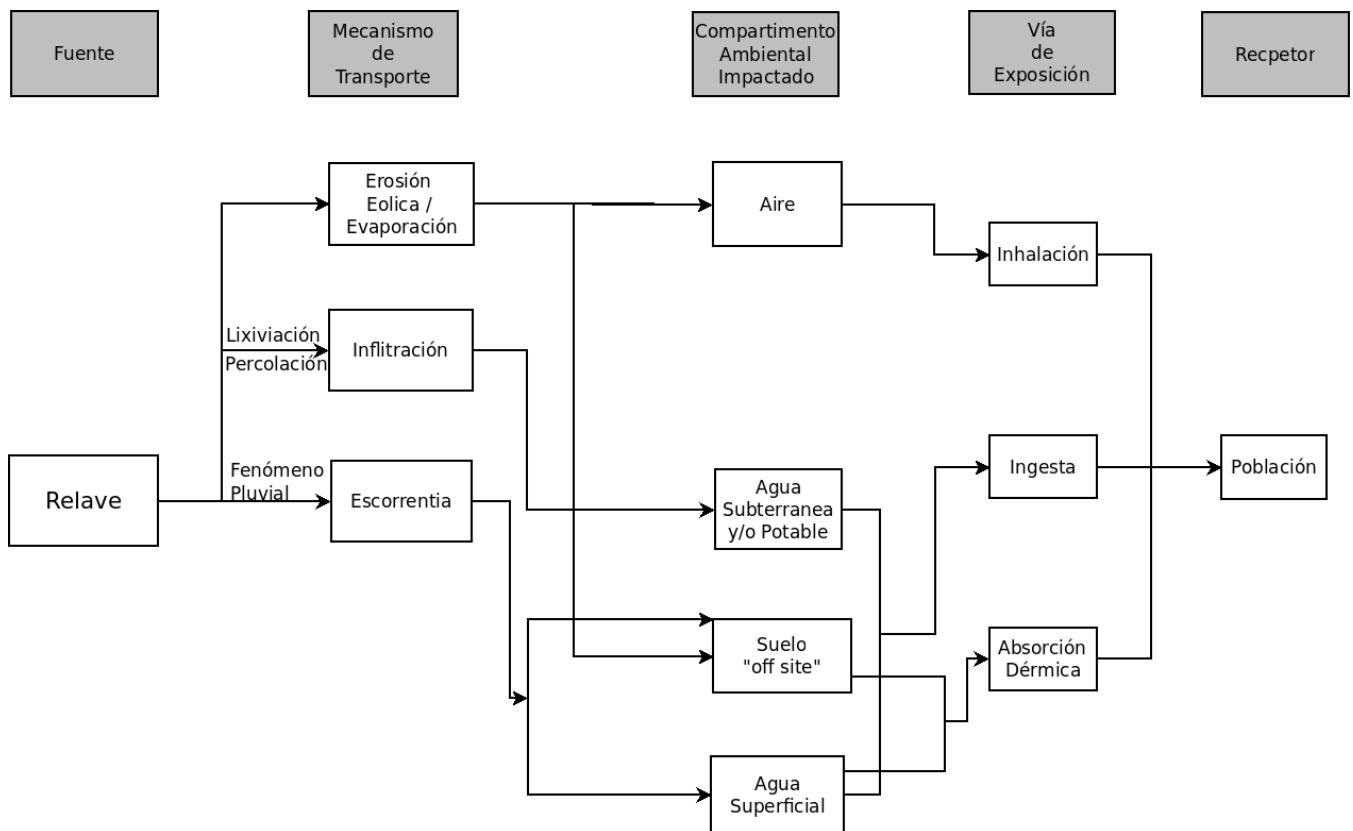 Fuente
Mecanismo
de
Transporte
Compartimento
Ambiental
Impactado
Vía
de
Exposición
Recpetor
Erosión
Eolica /
Evaporación
Aire
Inhalación
Lixiviación
Percolación
Inflitración
Relave
Fenómeno
Pluvial
Escorrentia
Agua
Subterranea
y/o Potable
Ingesta
Población
Suelo
"off site"
Absorción
Dérmica
Agua
Superficial